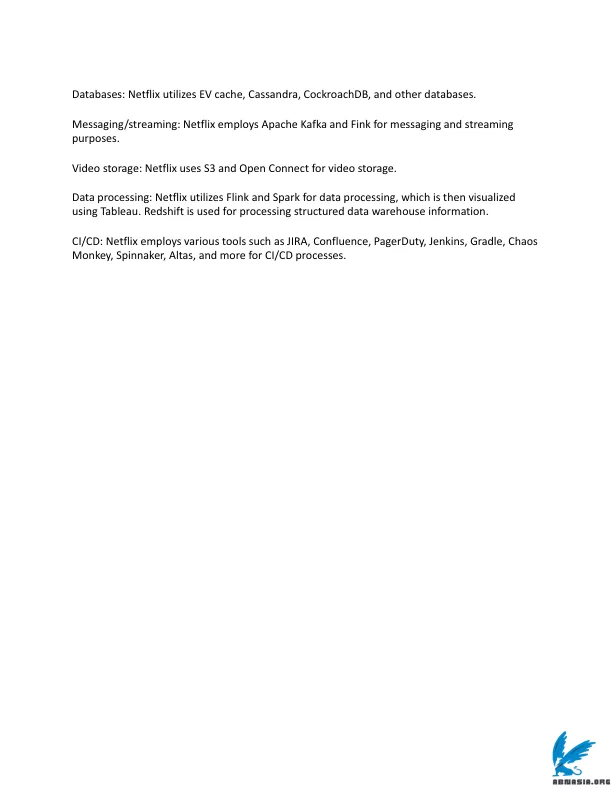 Databases: Netflix utilizes EV cache, Cassandra, CockroachDB, and other databases.
Messaging/streaming: Netflix employs Apache Kafka and Fink for messaging and streaming
purposes.
Video storage: Netflix uses S3 and Open Connect for video storage.
Data processing: Netflix utilizes Flink and Spark for data processing, which is then visualized
using Tableau. Redshift is used for processing structured data warehouse information.
CI/CD: Netflix employs various tools such as JIRA, Confluence, PagerDuty, Jenkins, Gradle, Chaos
Monkey, Spinnaker, Altas, and more for CI/CD processes.
ABNASIA.ORG